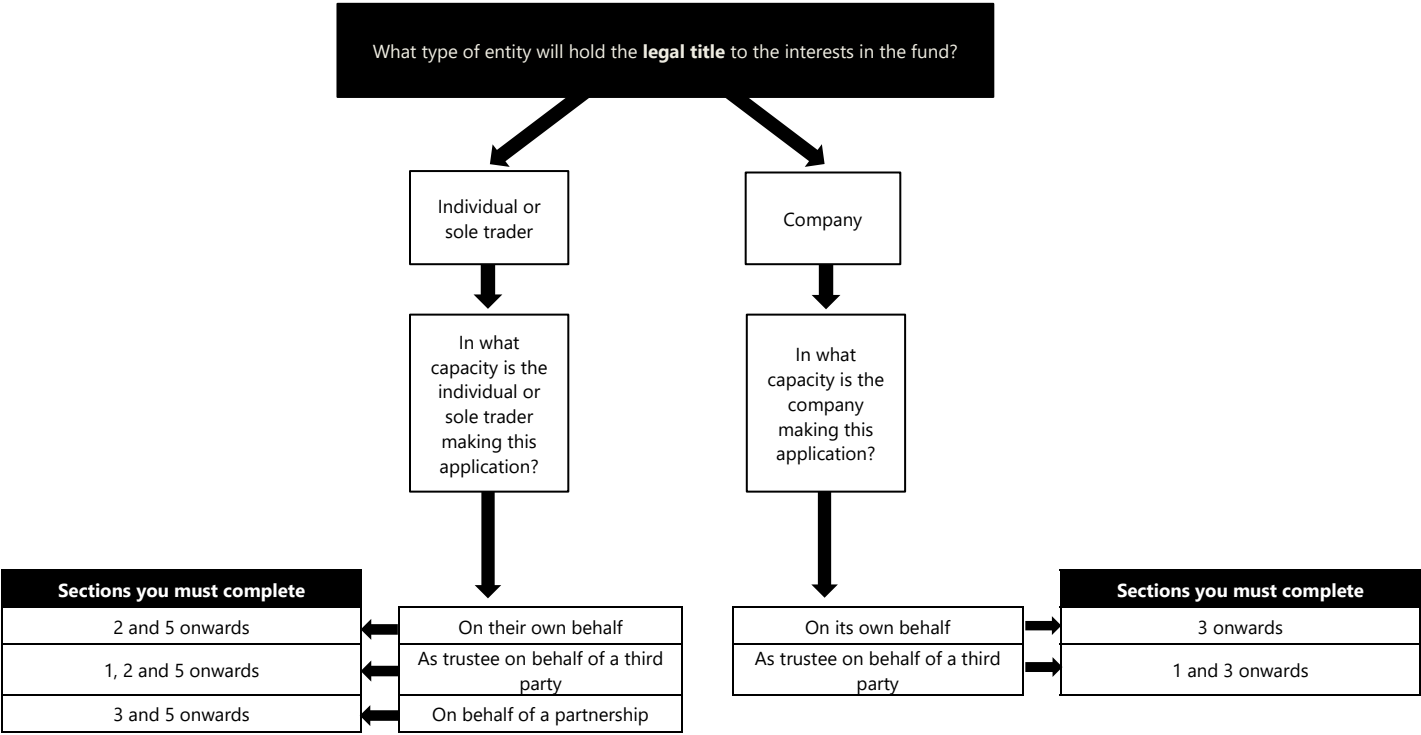 What type of entity will hold the legal title to the interests in the fund?
Individual or
sole trader
Company
In what
capacity is the
individual or
sole trader
making this
application?
In what
capacity is the
company
making this
application?
Sections you must complete
2 and 5 onwards
1, 2 and 5 onwards
3 and 5 onwards
On their own behalf
As trustee on behalf of a third
party
On behalf of a partnership
On its own behalf
As trustee on behalf of a third
party
Sections you must complete
3 onwards
1 and 3 onwards